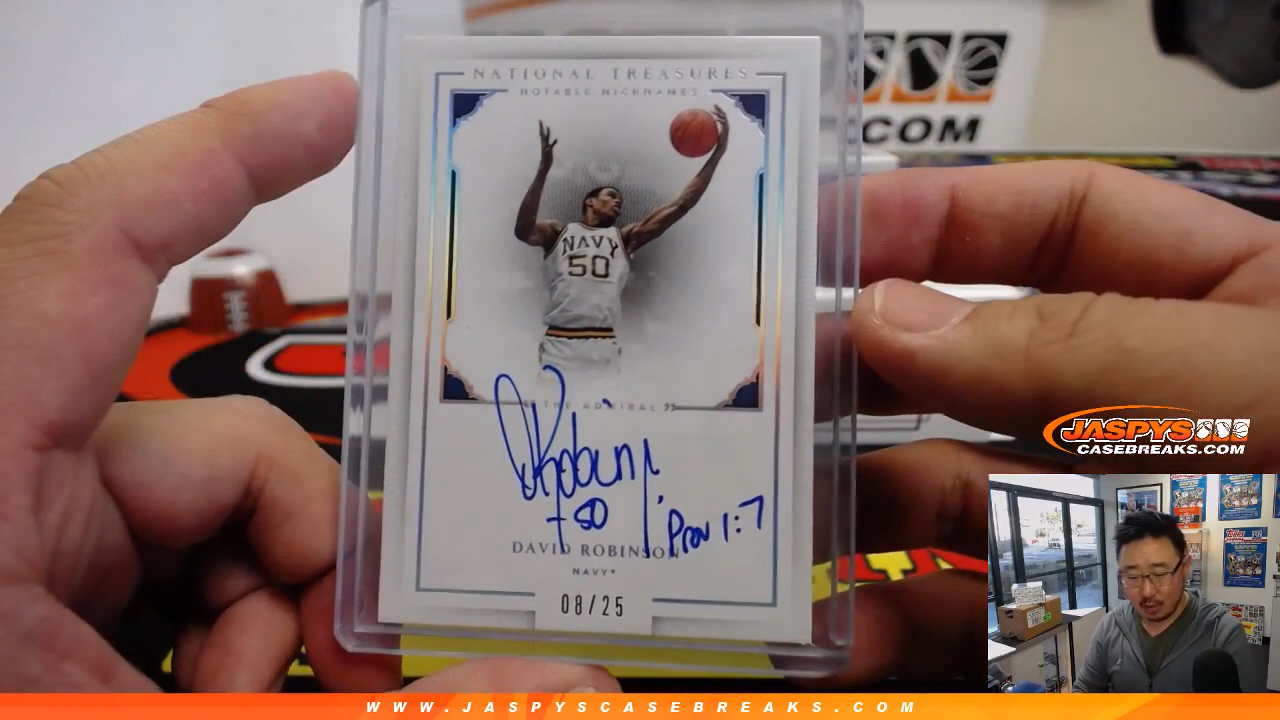 NATIONAL TREASURES
NOTABLE NICKNAMES
NAVY
50
"THE ADMIRAL"
50
Prov 1:7
DAVID ROBINSON
NAVY*
08/25
.COM
JASPYS
CASEBREAKS.COM
WWW.JASPYSCASEBREAKS.COM